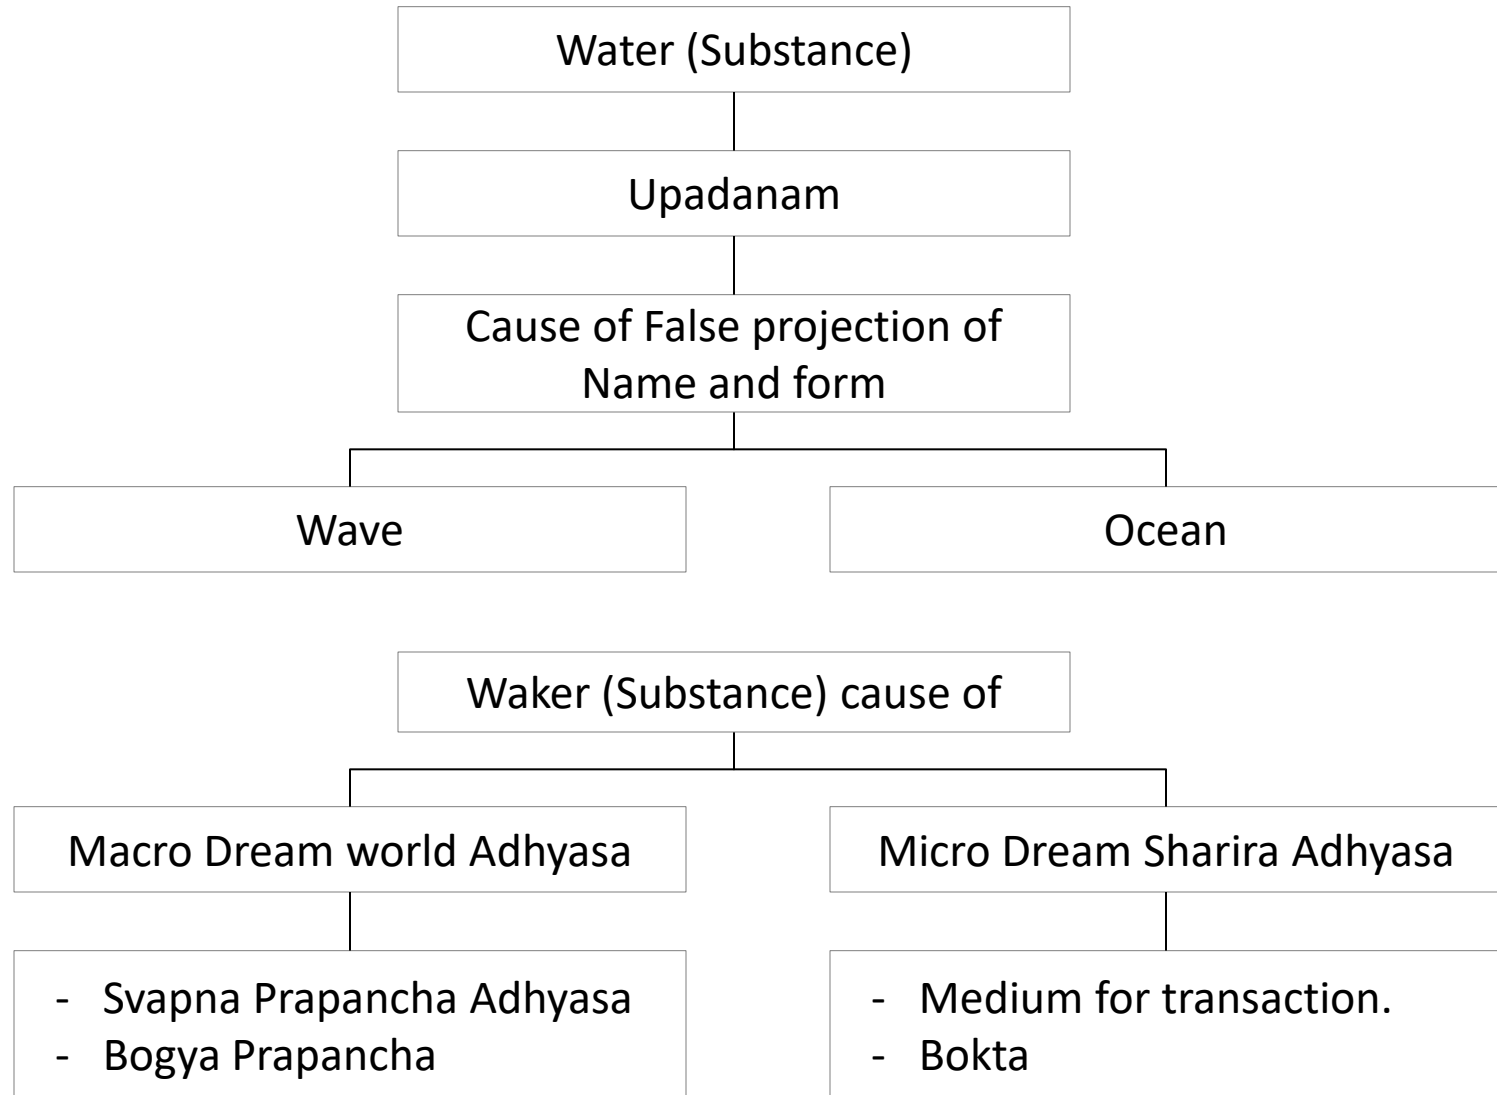 Water (Substance)
Upadanam
Cause of False projection of
Name and form
Wave
Ocean
Waker (Substance) cause of
Macro Dream world Adhyasa
Micro Dream Sharira Adhyasa
- Svapna Prapancha Adhyasa
- Bogya Prapancha
- Medium for transaction.
- Bokta